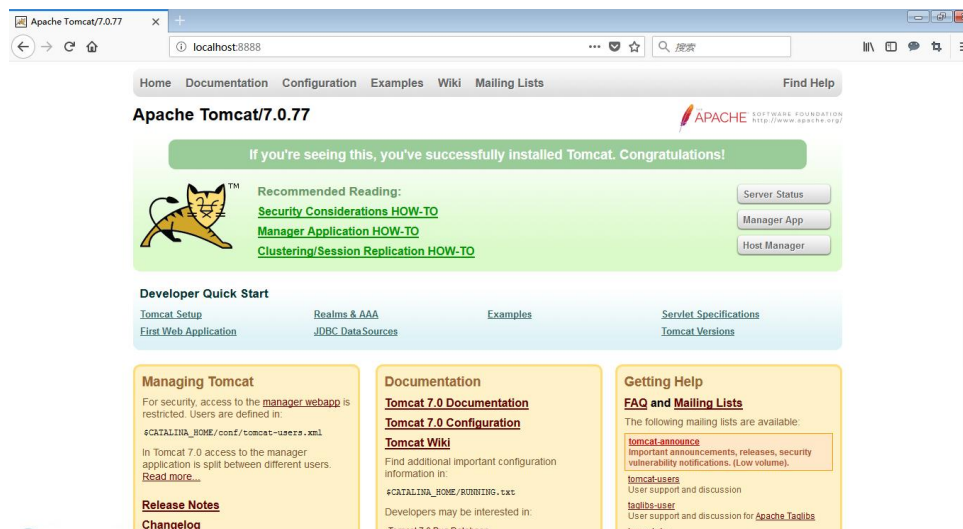 Apache Tomcat/7.0.77
localhost:8888
搜索
Home Documentation Configuration Examples Wiki Mailing Lists Find Help
Apache Tomcat/7.0.77
APACHE SOFTWARE FOUNDATION
http://www.apache.org/
If you're seeing this, you've successfully installed Tomcat. Congratulations!
TM
Recommended Reading:
Security Considerations HOW-TO
Manager Application HOW-TO
Clustering/Session Replication HOW-TO
Server Status
Manager App
Host Manager
Developer Quick Start
Tomcat Setup
First Web Application
Realms & AAA
JDBC DataSources
Examples
Servlet Specifications
Tomcat Versions
Managing Tomcat
For security, access to the manager webapp is
restricted. Users are defined in:
$CATALINA_HOME/conf/tomcat-users.xml
In Tomcat 7.0 access to the manager
application is split between different users.
Read more...
Release Notes
Changelog
Documentation
Tomcat 7.0 Documentation
Tomcat 7.0 Configuration
Tomcat Wiki
Find additional important configuration
information in:
$CATALINA_HOME/RUNNING.txt
Developers may be interested in:
Getting Help
FAQ and Mailing Lists
The following mailing lists are available:
tomcat-announce
Important announcements, releases, security
vulnerability notifications. (Low volume).
tomcat-users
User support and discussion
taglibs-user
User support and discussion for Apache Taglibs